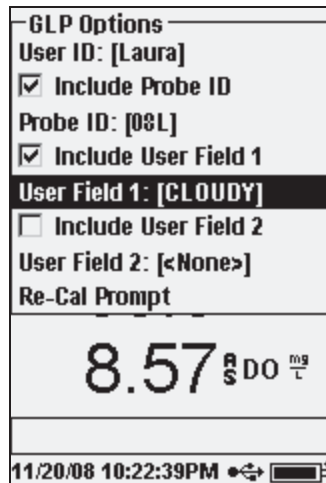 GLP Options
User ID: [Laura]
Include Probe ID
Probe ID: [08L]
Include User Field 1
User Field 1: [CLOUDY]
Include User Field 2
User Field 2: [<None>]
Re-Cal Prompt
8.57 AS DO mg/L
11/20/08 10:22:39PM